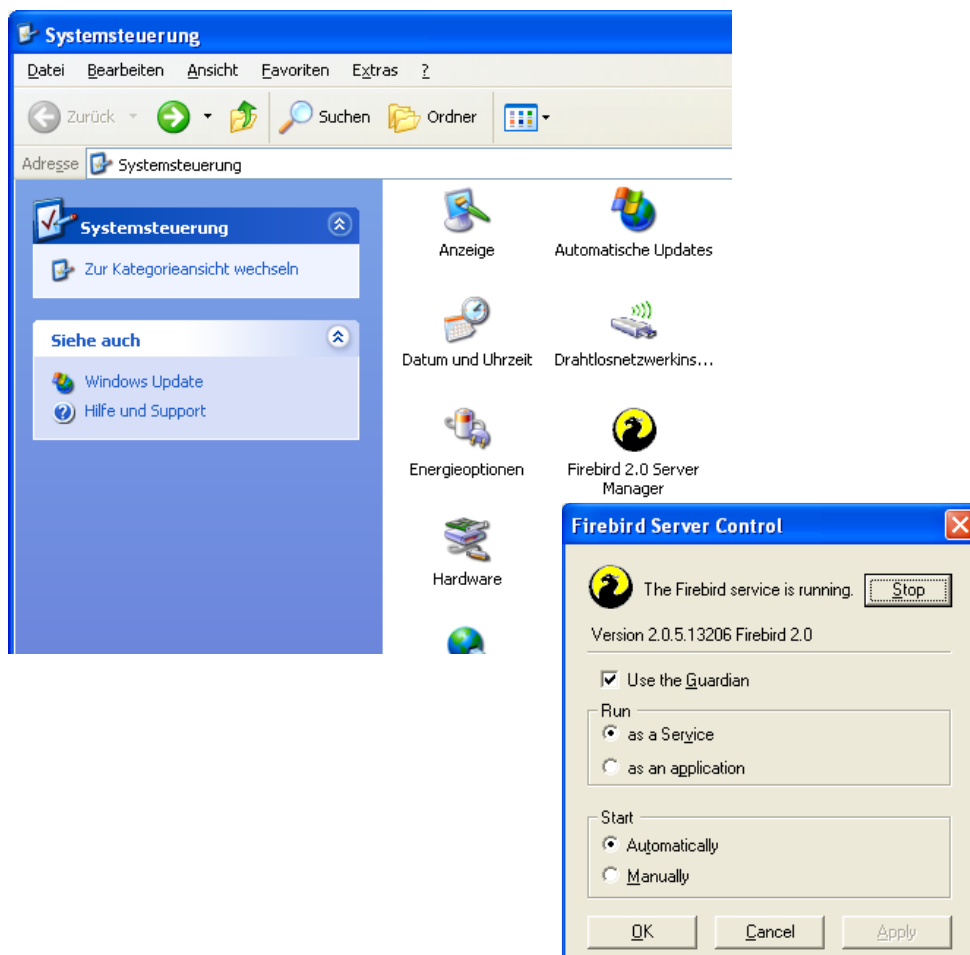 Systemsteuerung
Datei Bearbeiten Ansicht Favoriten Extras ?
Zurück Suchen Ordner
Adresse Systemsteuerung
Systemsteuerung
Zur Kategorieansicht wechseln
Siehe auch
Windows Update
Hilfe und Support
Anzeige Automatische Updates
Datum und Uhrzeit Drahtlosnetzwerkins...
Energieoptionen Firebird 2.0 Server
Manager
Hardware
Firebird Server Control
The Firebird service is running. Stop
Version 2.0.5.13206 Firebird 2.0
Use the Guardian
Run
as a Service
as an application
Start
Automatically
Manually
OK Cancel Apply